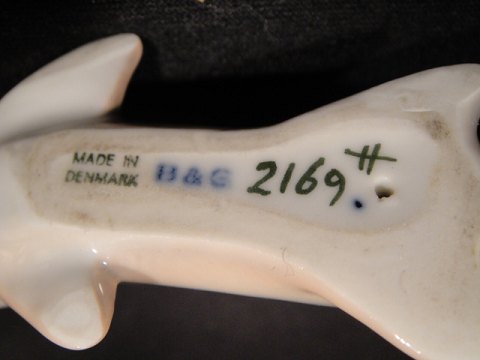 MADE IN
DENMARK
B & G
2169 H